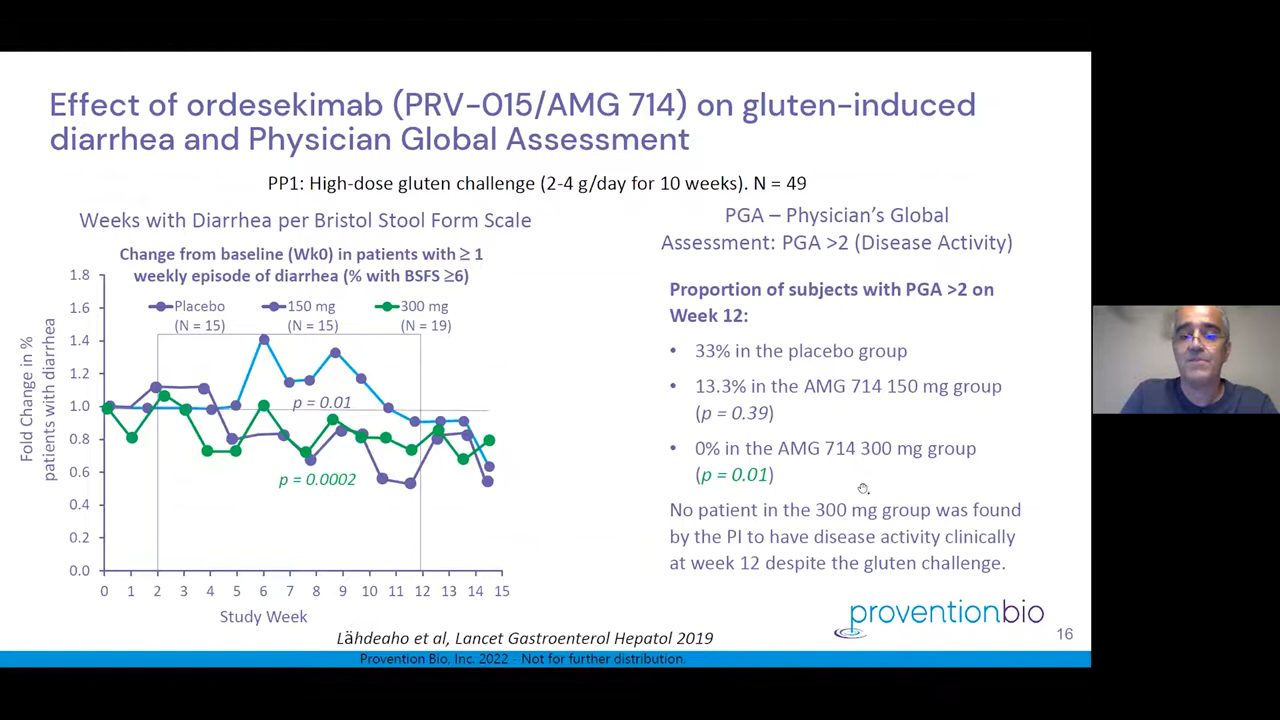 Effect of ordesekimab (PRV-015/AMG 714) on gluten-induced
diarrhea and Physician Global Assessment
PP1: High-dose gluten challenge (2-4 g/day for 10 weeks). N = 49
Weeks with Diarrhea per Bristol Stool Form Scale
Change from baseline (Wk0) in patients with ≥ 1
weekly episode of diarrhea (% with BSFS ≥6)
Placebo
(N = 15)
150 mg
(N = 15)
300 mg
(N = 19)
Fold Change in %
patients with diarrhea
1.8
1.6
1.4
1.2
1.0
0.8
0.6
0.4
0.2
0.0
p = 0.01
p = 0.0002
0 1 2 3 4 5 6 7 8 9 10 11 12 13 14 15
Study Week
PGA – Physician's Global
Assessment: PGA >2 (Disease Activity)
Proportion of subjects with PGA >2 on
Week 12:
• 33% in the placebo group
• 13.3% in the AMG 714 150 mg group
(p = 0.39)
• 0% in the AMG 714 300 mg group
(p = 0.01)
No patient in the 300 mg group was found
by the PI to have disease activity clinically
at week 12 despite the gluten challenge.
Lähdeaho et al, Lancet Gastroenterol Hepatol 2019
proventionbio
16
Provention Bio, Inc. 2022 - Not for further distribution.